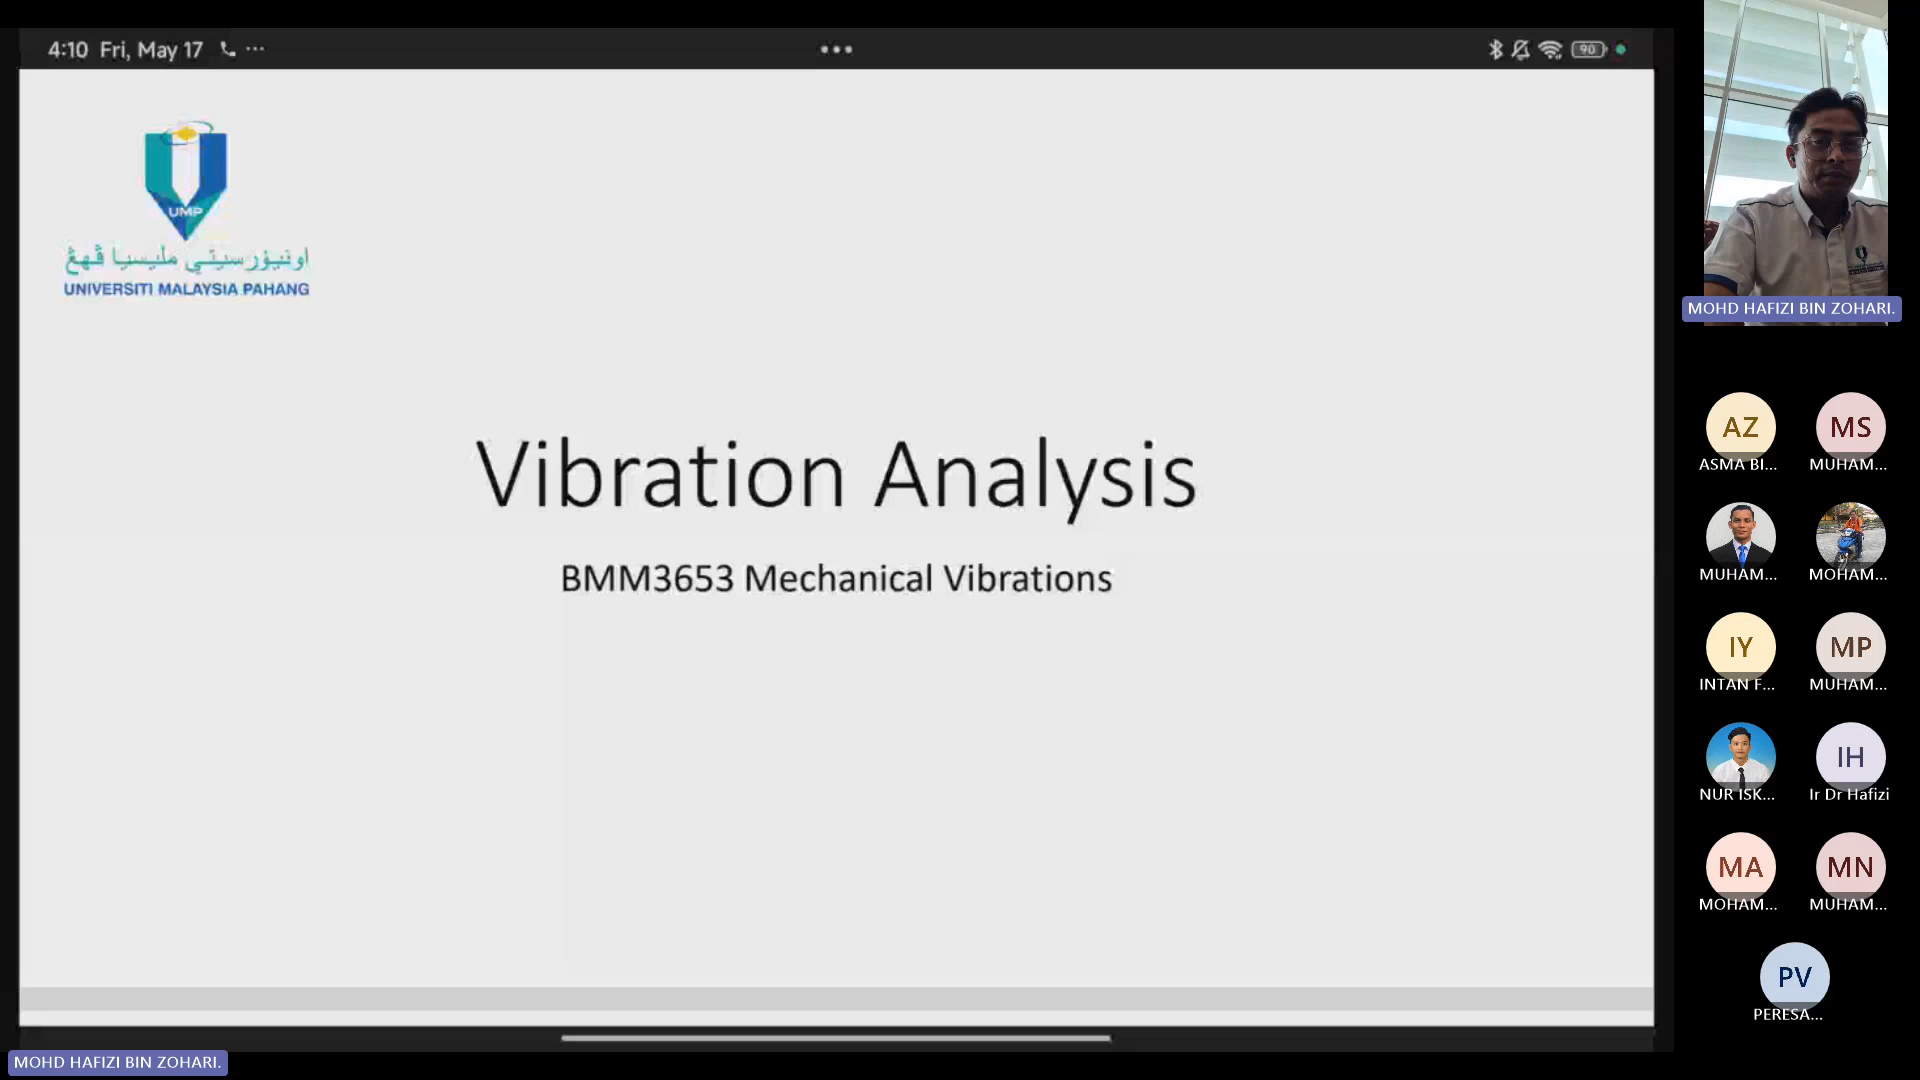 4:10 Fri, May 17
90
UMP
اونيۏرسيتي مليسيا ڤهڠ
UNIVERSITI MALAYSIA PAHANG
Vibration Analysis
BMM3653 Mechanical Vibrations
MOHD HAFIZI BIN ZOHARI.
MOHD HAFIZI BIN ZOHARI.
AZ MS
ASMA BI... MUHAM...
MUHAM... MOHAM...
IY MP
INTAN F... MUHAM...
IH
NUR ISK... Ir Dr Hafizi
MA MN
MOHAM... MUHAM...
PV
PERESA...